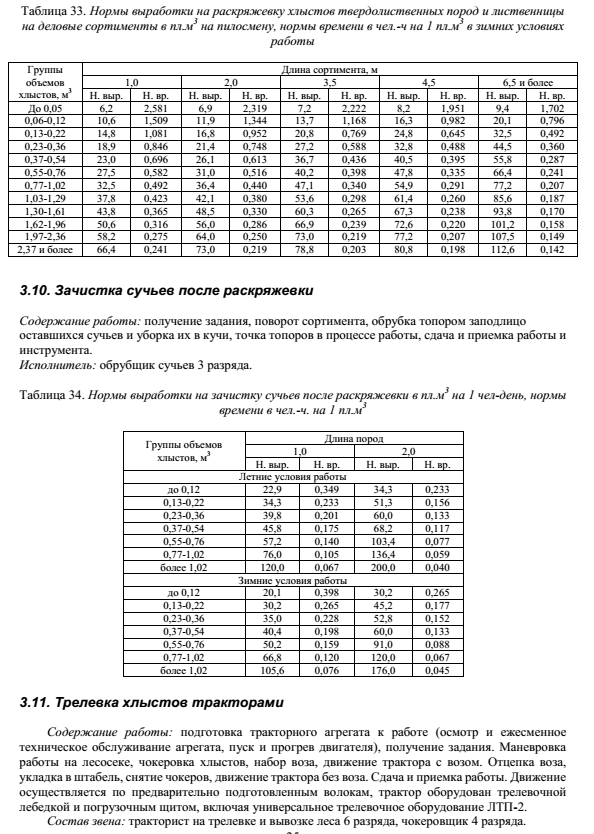 Таблица 33. Нормы выработки на раскряжевку хлыстов твердолиственных пород и лиственницы
на деловые сортименты в пл.м3 на пилосмену, нормы времени в чел.-ч на 1 пл.м3 в зимних условиях
работы
Группы объемов хлыстов, м3 Длина сортимента, м
1,0 2,0 3,5 4,5 6,5 и более
Н. выр. Н. вр. Н. выр. Н. вр. Н. выр. Н. вр. Н. выр. Н. вр. Н. выр. Н. вр.
До 0,05 6,2 2,581 6,9 2,319 7,2 2,222 8,2 1,951 9,4 1,702
0,06-0,12 10,6 1,509 11,9 1,344 13,7 1,168 16,3 0,982 20,1 0,796
0,13-0,22 14,8 1,081 16,8 0,952 20,8 0,769 24,8 0,645 32,5 0,492
0,23-0,36 18,9 0,846 21,4 0,748 27,2 0,588 32,8 0,488 44,5 0,360
0,37-0,54 23,0 0,696 26,1 0,613 36,7 0,436 40,5 0,395 55,8 0,287
0,55-0,76 27,5 0,582 31,0 0,516 40,2 0,398 47,8 0,335 66,4 0,241
0,77-1,02 32,5 0,492 36,4 0,440 47,1 0,340 54,9 0,291 77,2 0,207
1,03-1,29 37,8 0,423 42,1 0,380 53,6 0,298 61,4 0,260 85,6 0,187
1,30-1,61 43,8 0,365 48,5 0,330 60,3 0,265 67,3 0,238 93,8 0,170
1,62-1,96 50,6 0,316 56,0 0,286 66,9 0,239 72,6 0,220 101,2 0,158
1,97-2,36 58,2 0,275 64,0 0,250 73,0 0,219 77,2 0,207 107,5 0,149
2,37 и более 66,4 0,241 73,0 0,219 78,8 0,203 80,8 0,198 112,6 0,142
3.10. Зачистка сучьев после раскряжевки
Содержание работы: получение задания, поворот сортимента, обрубка топором заподлицо
оставшихся сучьев и уборка их в кучи, точка топоров в процессе работы, сдача и приемка работы и
инструмента.
Исполнитель: обрубщик сучьев 3 разряда.
Таблица 34. Нормы выработки на зачистку сучьев после раскряжевки в пл.м3 на 1 чел-день, нормы
времени в чел.-ч. на 1 пл.м3
Группы объемов хлыстов, м3 Длина пород
1,0 2,0
Н. выр. Н. вр. Н. выр. Н. вр.
Летние условия работы
до 0,12 22,9 0,349 34,3 0,233
0,13-0,22 34,3 0,233 51,3 0,156
0,23-0,36 39,8 0,201 60,0 0,133
0,37-0,54 45,8 0,175 68,2 0,117
0,55-0,76 57,2 0,140 103,4 0,077
0,77-1,02 76,0 0,105 136,4 0,059
более 1,02 120,0 0,067 200,0 0,040
Зимние условия работы
до 0,12 20,1 0,398 30,2 0,265
0,13-0,22 30,2 0,265 45,2 0,177
0,23-0,36 35,0 0,228 52,8 0,152
0,37-0,54 40,4 0,198 60,0 0,133
0,55-0,76 50,2 0,159 91,0 0,088
0,77-1,02 66,8 0,120 120,0 0,067
более 1,02 105,6 0,076 176,0 0,045
3.11. Трелевка хлыстов тракторами
Содержание работы: подготовка тракторного агрегата к работе (осмотр и ежесменное
техническое обслуживание агрегата, пуск и прогрев двигателя), получение задания. Маневровка
работы на лесосеке, чокеровка хлыстов, набор воза, движение трактора с возом. Отцепка воза,
укладка в штабель, снятие чокеров, движение трактора без воза. Сдача и приемка работы. Движение
осуществляется по предварительно подготовленным волокам, трактор оборудован трелевочной
лебедкой и погрузочным щитом, включая универсальное трелевочное оборудование ЛТП-2.
Состав звена: тракторист на трелевке и вывозке леса 6 разряда, чокеровщик 4 разряда.